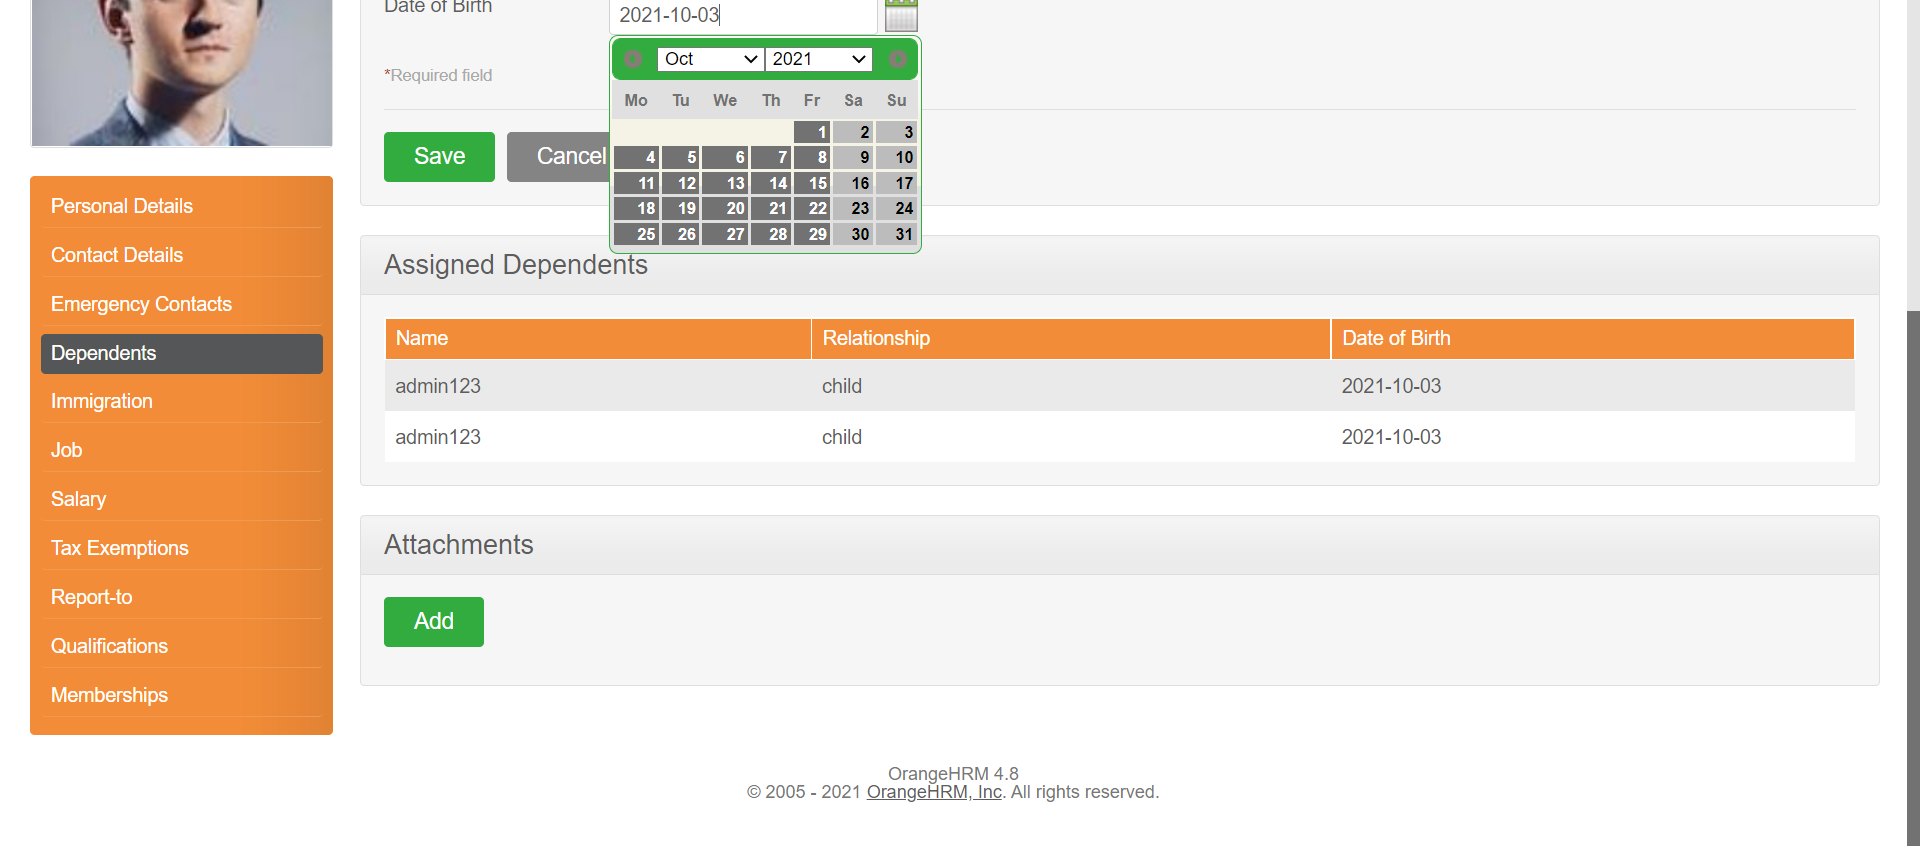 Date of Birth
2021-10-03
Oct 2021
Mo Tu We Th Fr Sa Su
1 2 3
4 5 6 7 8 9 10
11 12 13 14 15 16 17
18 19 20 21 22 23 24
25 26 27 28 29 30 31
*Required field
Save
Cancel
Personal Details
Contact Details
Emergency Contacts
Dependents
Immigration
Job
Salary
Tax Exemptions
Report-to
Qualifications
Memberships
Assigned Dependents
Name Relationship Date of Birth
admin123 child 2021-10-03
admin123 child 2021-10-03
Attachments
Add
OrangeHRM 4.8
© 2005 - 2021 OrangeHRM, Inc. All rights reserved.